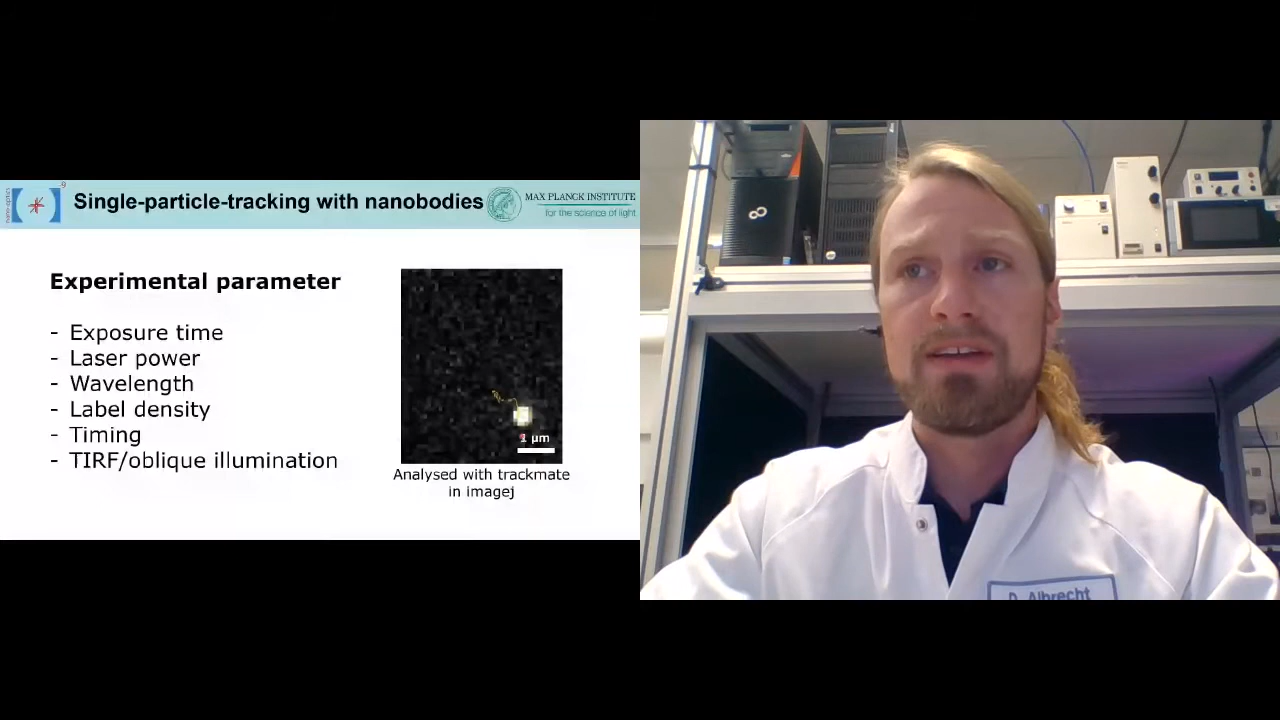 Single-particle-tracking with nanobodies
MAX PLANCK INSTITUTE
for the science of light
Experimental parameter
- Exposure time
- Laser power
- Wavelength
- Label density
- Timing
- TIRF/oblique illumination
1 µm
Analysed with trackmate
in imagej
D. Albrecht